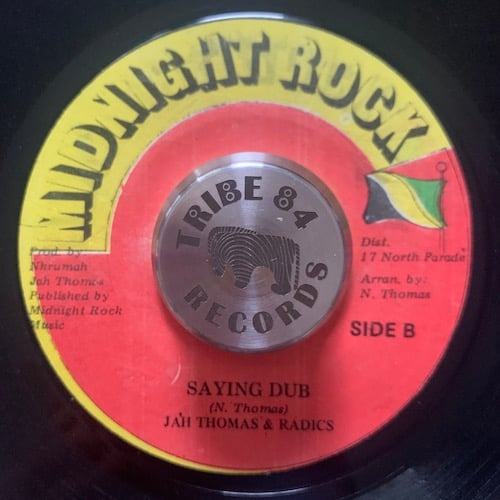 MIDNIGHT ROCK
TRIBE 84
RECORDS
Prod. by
Nkrumah
Jah Thomas
Published by
Midnight Rock
Music
Dist.
17 North Parade
Arran. by:
N. Thomas
SIDE B
SAYING DUB
(N. Thomas)
JAH THOMAS & RADICS